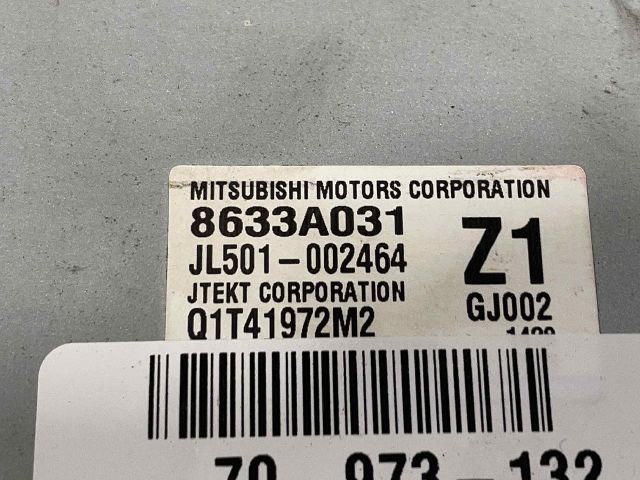 MITSUBISHI MOTORS CORPORATION
8633A031
JL501-002464
Z1
JTEKT CORPORATION
GJ002
Q1T41972M2